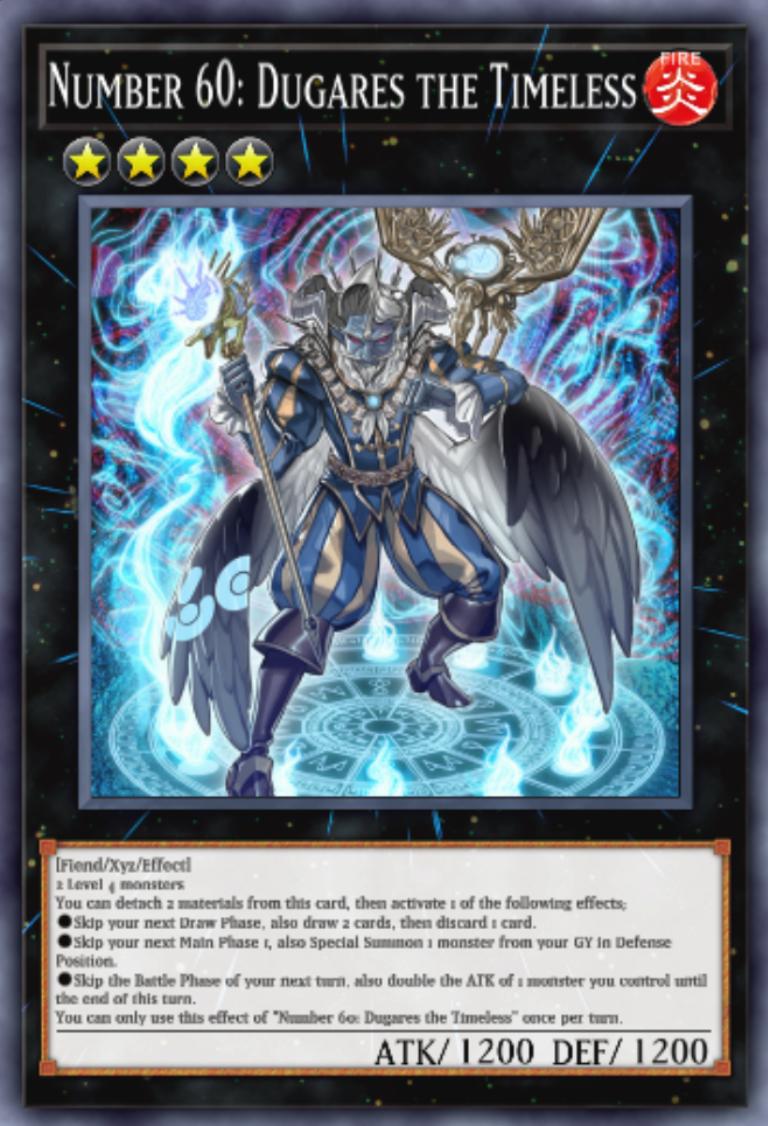 NUMBER 60: DUGARES THE TIMELESS
FIRE
炎
[Fiend/Xyz/Effect]
2 Level 4 monsters
You can detach 2 materials from this card, then activate 1 of the following effects;
●Skip your next Draw Phase, also draw 2 cards, then discard 1 card.
●Skip your next Main Phase 1, also Special Summon 1 monster from your GY in Defense
Position.
●Skip the Battle Phase of your next turn, also double the ATK of 1 monster you control until
the end of this turn.
You can only use this effect of "Number 60: Dugares the Timeless" once per turn.
ATK/ 1200 DEF/ 1200